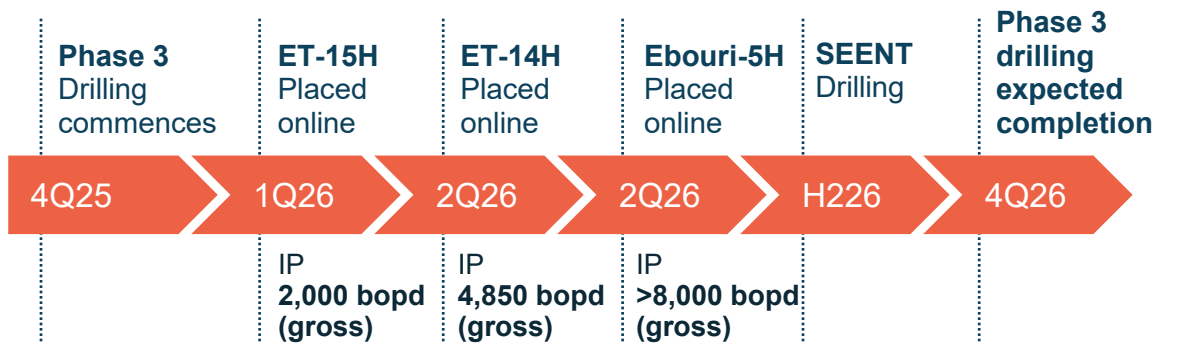 Phase 3
Drilling
commences
ET-15H
Placed
online
ET-14H
Placed
online
Ebouri-5H
Placed
online
SEENT
Drilling
Phase 3
drilling
expected
completion
4Q25
1Q26
2Q26
2Q26
H226
4Q26
IP
2,000 bopd
(gross)
IP
4,850 bopd
(gross)
IP
>8,000 bopd
(gross)